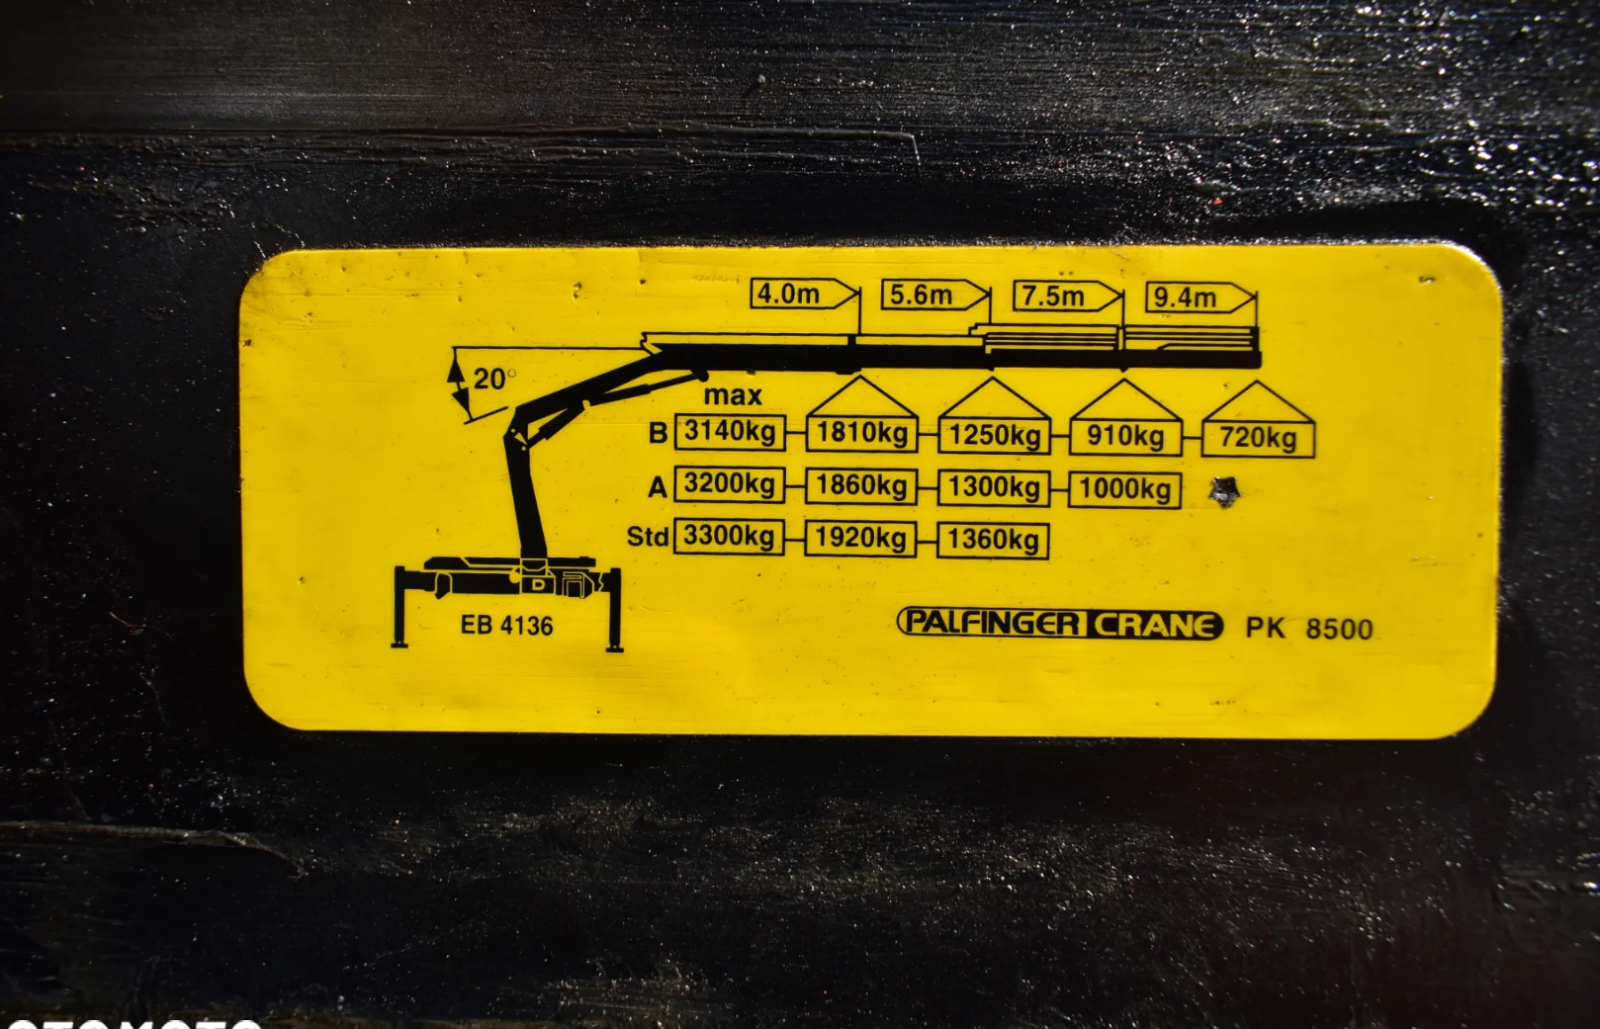 4.0m 5.6m 7.5m 9.4m
20°
max
B 3140kg 1810kg 1250kg 910kg 720kg
A 3200kg 1860kg 1300kg 1000kg
Std 3300kg 1920kg 1360kg
D
EB 4136
PALFINGER CRANE PK 8500
OTOMOTO